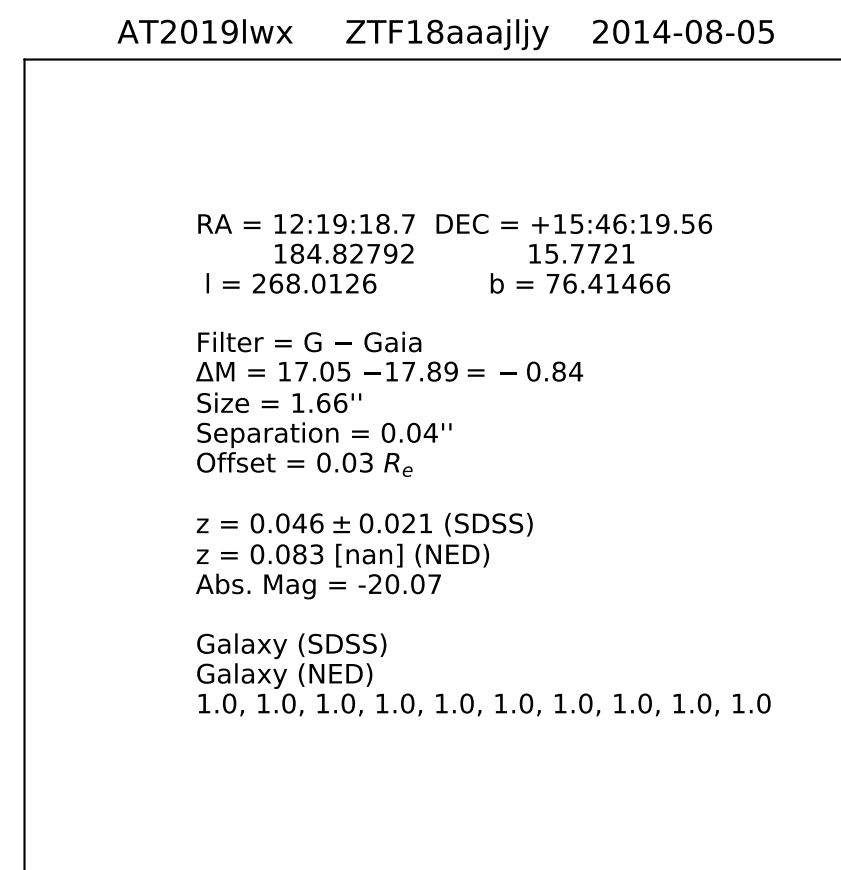 AT2019lwx ZTF18aaajljy 2014-08-05
RA = 12:19:18.7 DEC = +15:46:19.56
184.82792 15.7721
l = 268.0126 b = 76.41466
Filter = G − Gaia
ΔM = 17.05 −17.89 = − 0.84
Size = 1.66''
Separation = 0.04''
Offset = 0.03 Rₑ
z = 0.046 ± 0.021 (SDSS)
z = 0.083 [nan] (NED)
Abs. Mag = -20.07
Galaxy (SDSS)
Galaxy (NED)
1.0, 1.0, 1.0, 1.0, 1.0, 1.0, 1.0, 1.0, 1.0, 1.0